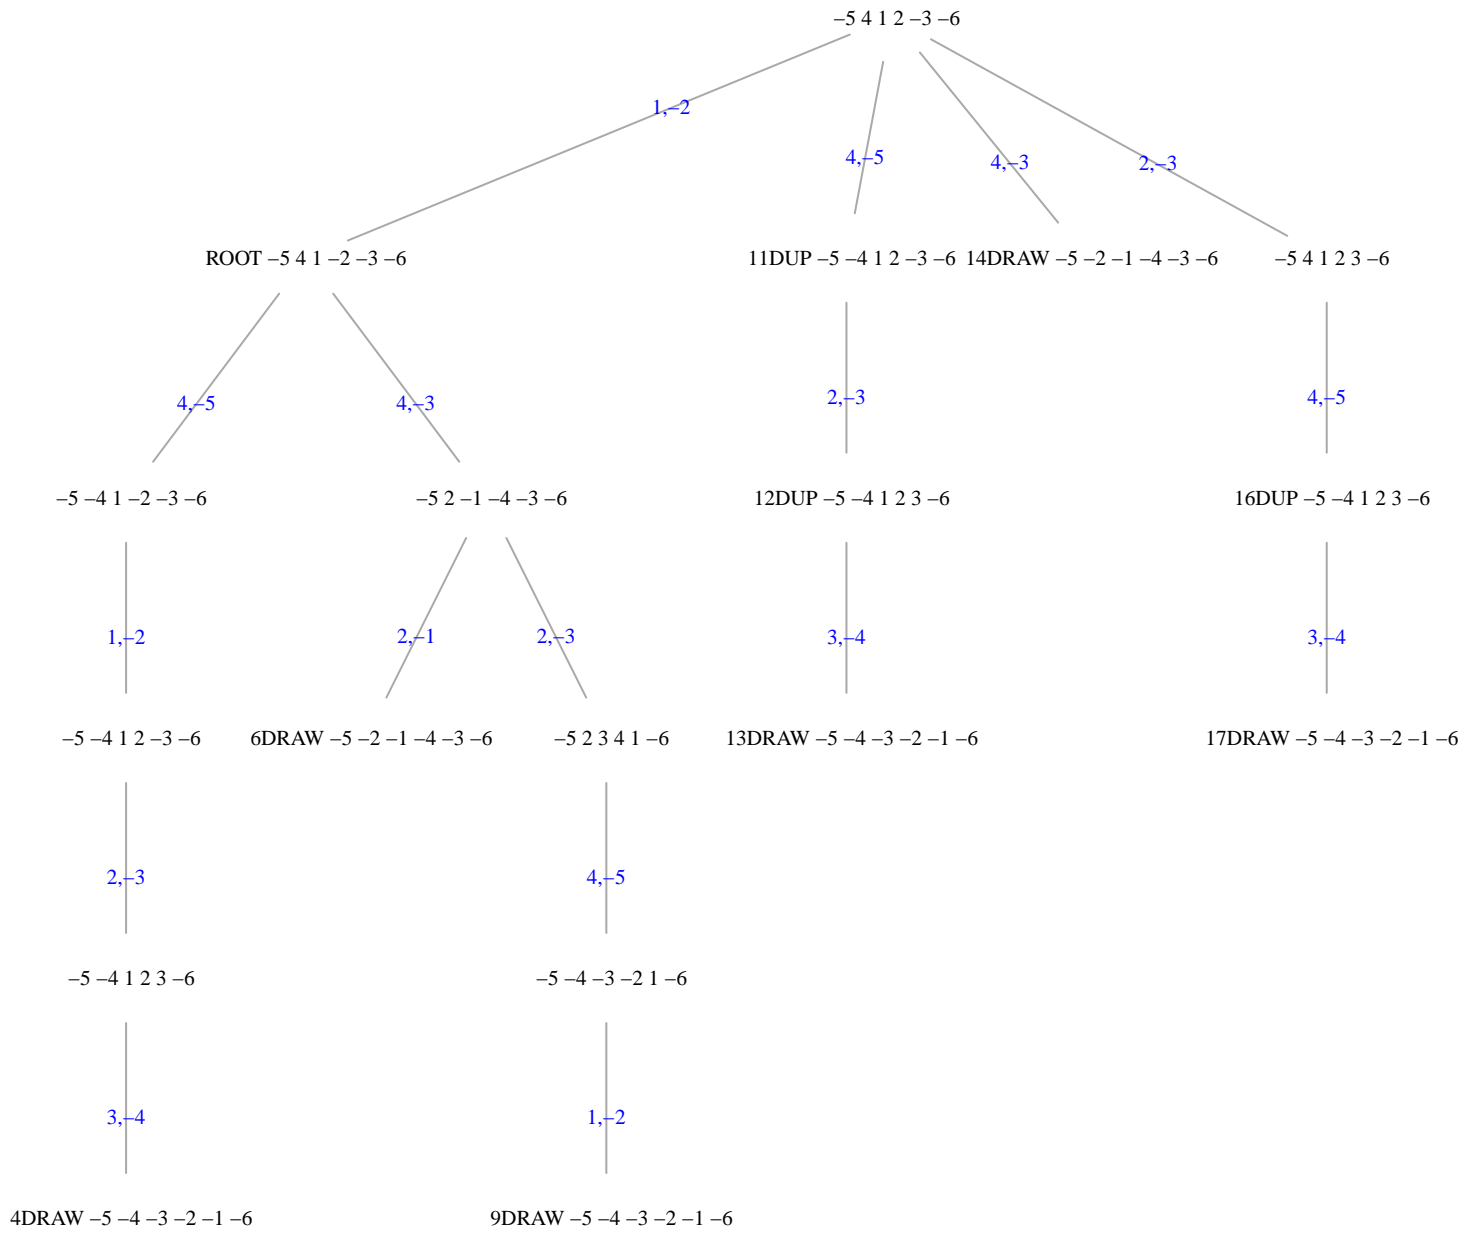 −5 4 1 2 −3 −6
1,−2
4,−5
4,−3
2,−3
ROOT −5 4 1 −2 −3 −6
11DUP −5 −4 1 2 −3 −6
14DRAW −5 −2 −1 −4 −3 −6
−5 4 1 2 3 −6
4,−5
4,−3
2,−3
4,−5
−5 −4 1 −2 −3 −6
−5 2 −1 −4 −3 −6
12DUP −5 −4 1 2 3 −6
16DUP −5 −4 1 2 3 −6
1,−2
2,−1
2,−3
3,−4
3,−4
−5 −4 1 2 −3 −6
6DRAW −5 −2 −1 −4 −3 −6
−5 2 3 4 1 −6
13DRAW −5 −4 −3 −2 −1 −6
17DRAW −5 −4 −3 −2 −1 −6
2,−3
4,−5
−5 −4 1 2 3 −6
−5 −4 −3 −2 1 −6
3,−4
1,−2
4DRAW −5 −4 −3 −2 −1 −6
9DRAW −5 −4 −3 −2 −1 −6